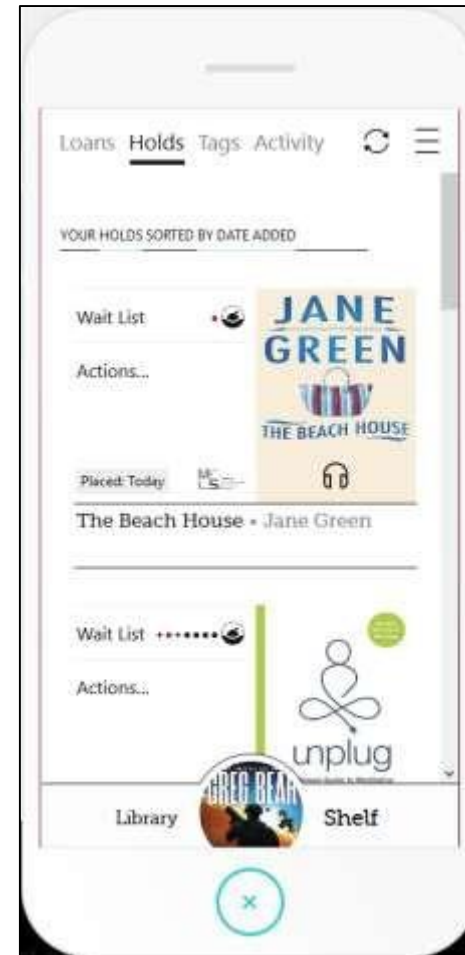 Loans Holds Tags Activity
YOUR HOLDS SORTED BY DATE ADDED
Wait List
Actions...
JANE
GREEN
THE BEACH HOUSE
Placed: Today
The Beach House • Jane Green
Wait List
Actions...
unplug
GREG BEAR
Library
Shelf